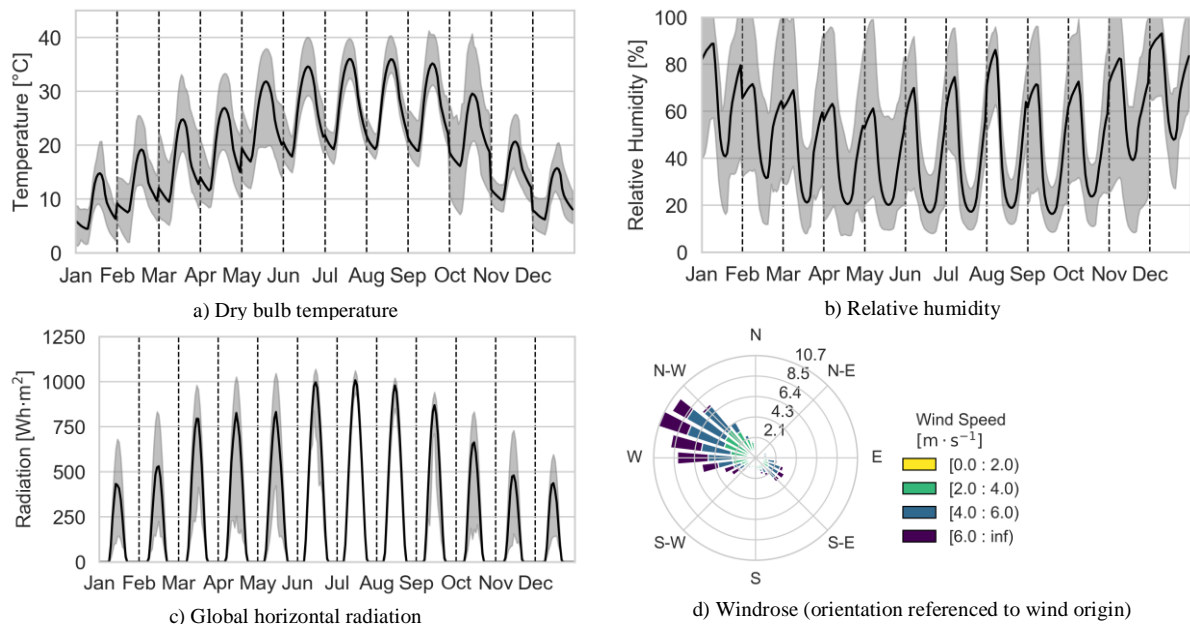 Temperature [°C]
40
30
20
10
0
Jan Feb Mar Apr May Jun Jul Aug Sep Oct Nov Dec
a) Dry bulb temperature
Relative Humidity [%]
100
80
60
40
20
0
Jan Feb Mar Apr May Jun Jul Aug Sep Oct Nov Dec
b) Relative humidity
Radiation [Wh·m²]
1250
1000
750
500
250
0
Jan Feb Mar Apr May Jun Jul Aug Sep Oct Nov Dec
c) Global horizontal radiation
N
N-W
N-E
10.7
8.5
6.4
4.3
2.1
W
E
S-W
S-E
S
Wind Speed
[m · s⁻¹]
[0.0 : 2.0)
[2.0 : 4.0)
[4.0 : 6.0)
[6.0 : inf)
d) Windrose (orientation referenced to wind origin)